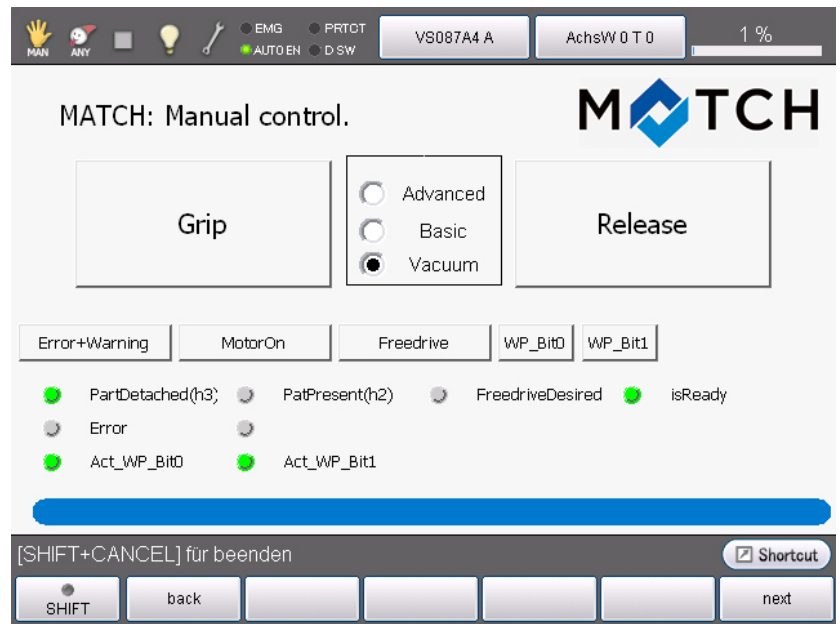 EMG PRTCT
MAN ANY AUTO EN D SW VS087A4 A AchsW 0 T 0 1 %
MATCH: Manual control. MATCH
Grip
Advanced
Basic
Vacuum
Release
Error+Warning MotorOn Freedrive WP_Bit0 WP_Bit1
PartDetached(h3) PatPresent(h2) FreedriveDesired isReady
Error
Act_WP_Bit0 Act_WP_Bit1
[SHIFT+CANCEL] für beenden Shortcut
SHIFT back next